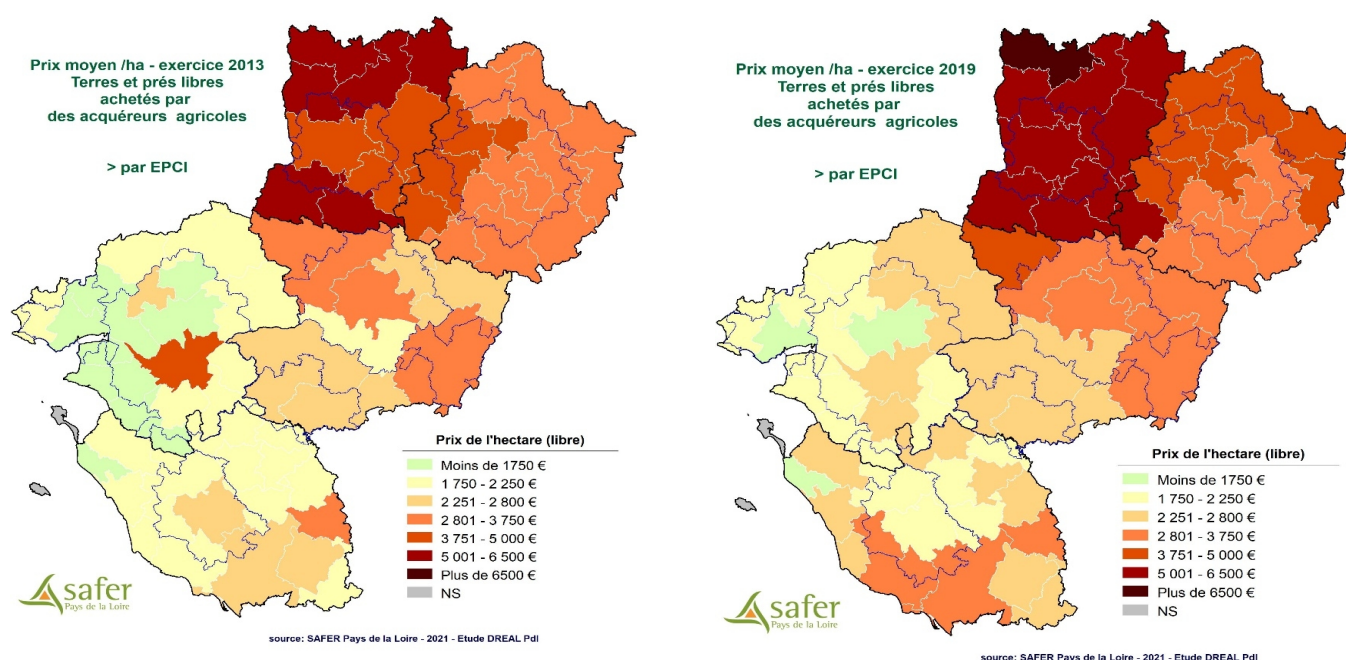 Prix moyen /ha - exercice 2013
Terres et prés libres
achetés par
des acquéreurs agricoles
> par EPCI
Prix de l'hectare (libre)
Moins de 1750 €
1 750 - 2 250 €
2 251 - 2 800 €
2 801 - 3 750 €
3 751 - 5 000 €
5 001 - 6 500 €
Plus de 6500 €
NS
safer
Pays de la Loire
source: SAFER Pays de la Loire - 2021 - Etude DREAL Pdl
Prix moyen /ha - exercice 2019
Terres et prés libres
achetés par
des acquéreurs agricoles
> par EPCI
Prix de l'hectare (libre)
Moins de 1750 €
1 750 - 2 250 €
2 251 - 2 800 €
2 801 - 3 750 €
3 751 - 5 000 €
5 001 - 6 500 €
Plus de 6500 €
NS
safer
Pays de la Loire
source: SAFER Pays de la Loire - 2021 - Etude DREAL Pdl